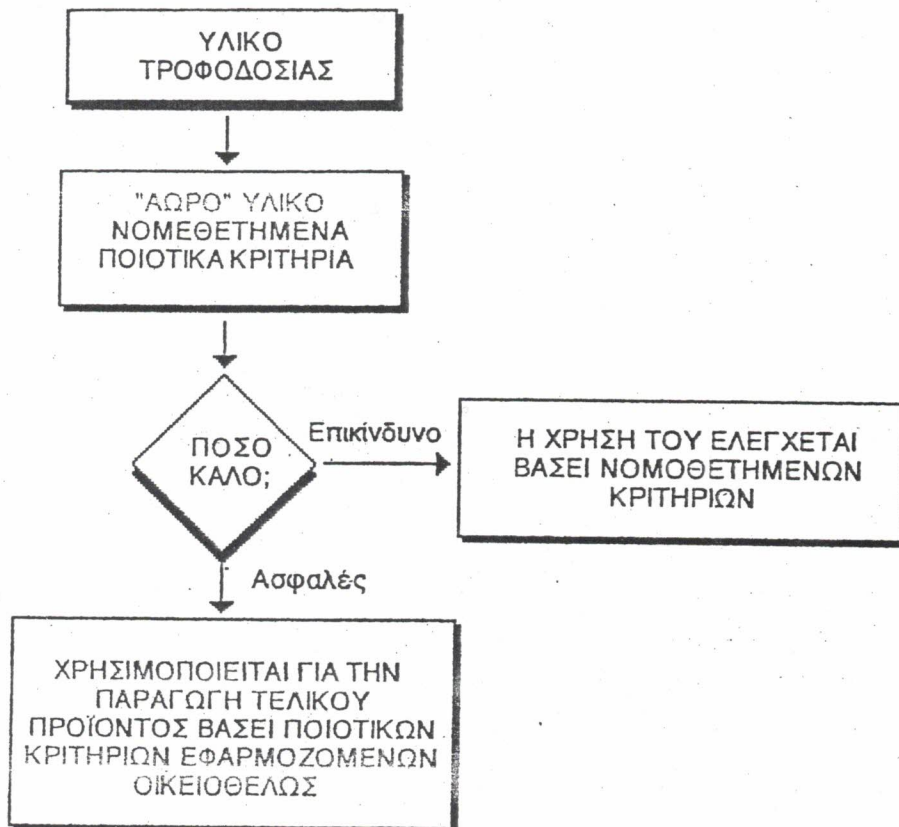 ΥΛΙΚΟ
ΤΡΟΦΟΔΟΣΙΑΣ
"ΑΩΡΟ" ΥΛΙΚΟ
ΝΟΜΕΘΕΤΗΜΕΝΑ
ΠΟΙΟΤΙΚΑ ΚΡΙΤΗΡΙΑ
ΠΟΣΟ
ΚΑΛΟ;
Επικίνδυνο
Η ΧΡΗΣΗ ΤΟΥ ΕΛΕΓΧΕΤΑΙ
ΒΑΣΕΙ ΝΟΜΟΘΕΤΗΜΕΝΩΝ
ΚΡΙΤΗΡΙΩΝ
Ασφαλές
ΧΡΗΣΙΜΟΠΟΙΕΙΤΑΙ ΓΙΑ ΤΗΝ
ΠΑΡΑΓΩΓΗ ΤΕΛΙΚΟΥ
ΠΡΟΪΟΝΤΟΣ ΒΑΣΕΙ ΠΟΙΟΤΙΚΩΝ
ΚΡΙΤΗΡΙΩΝ ΕΦΑΡΜΟΖΟΜΕΝΩΝ
ΟΙΚΕΙΟΘΕΛΩΣ